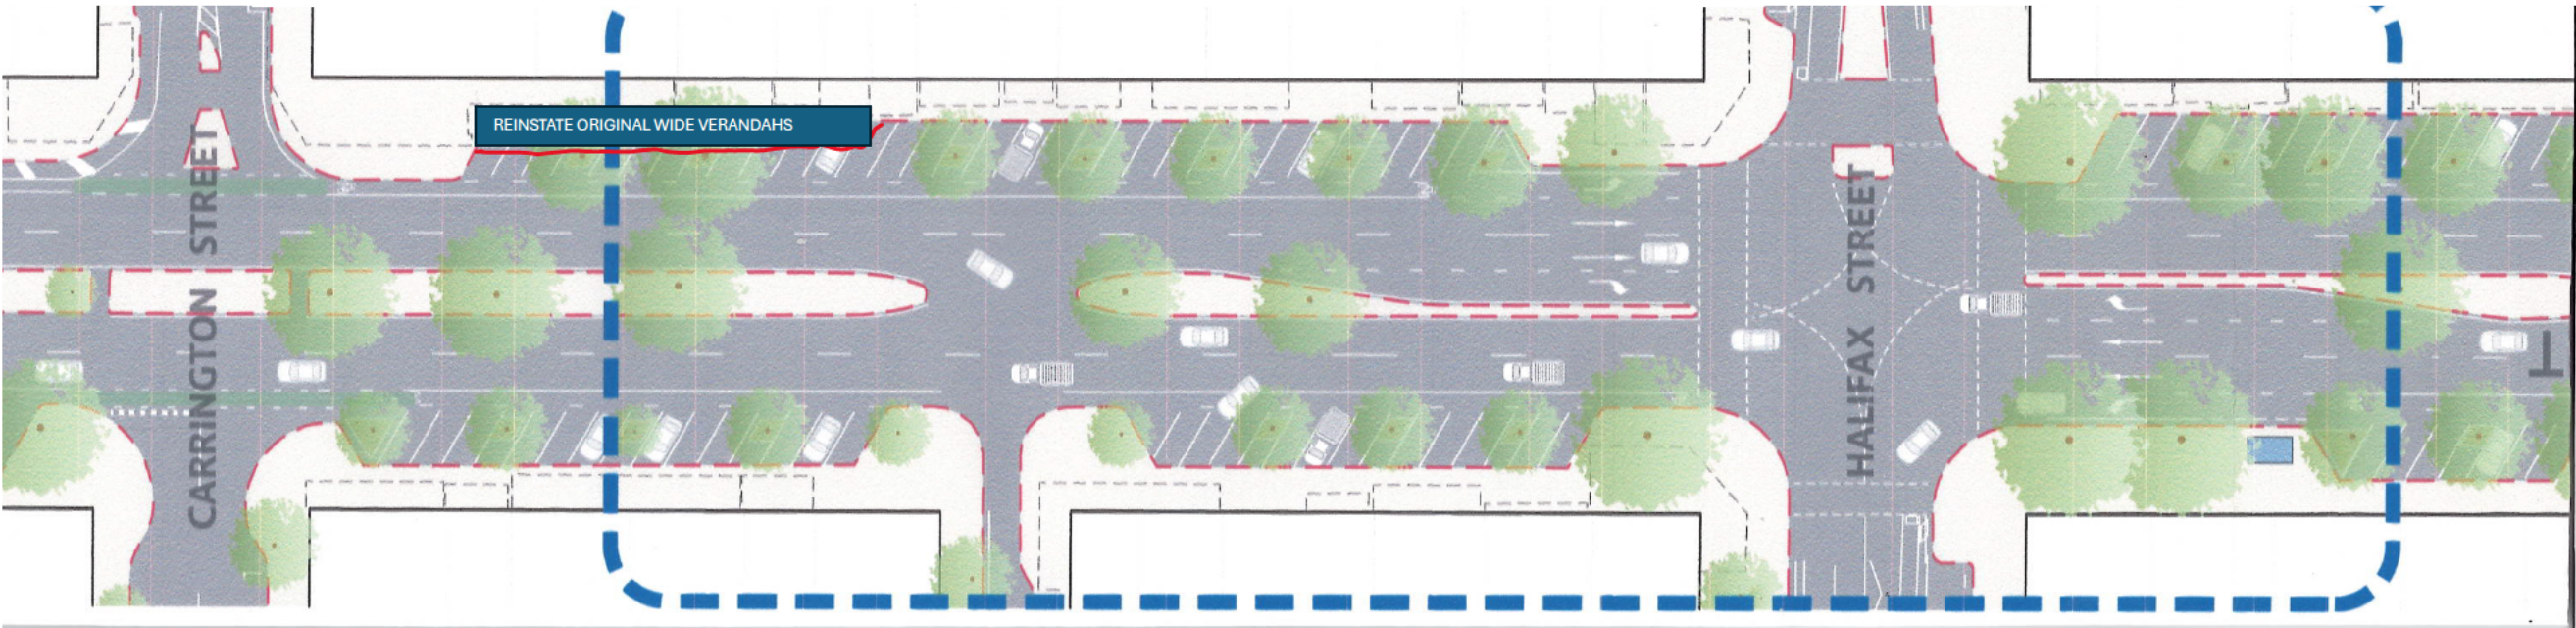 REINSTATE ORIGINAL WIDE VERANDAHS
CARRINGTON STREET
HALIFAX STREET